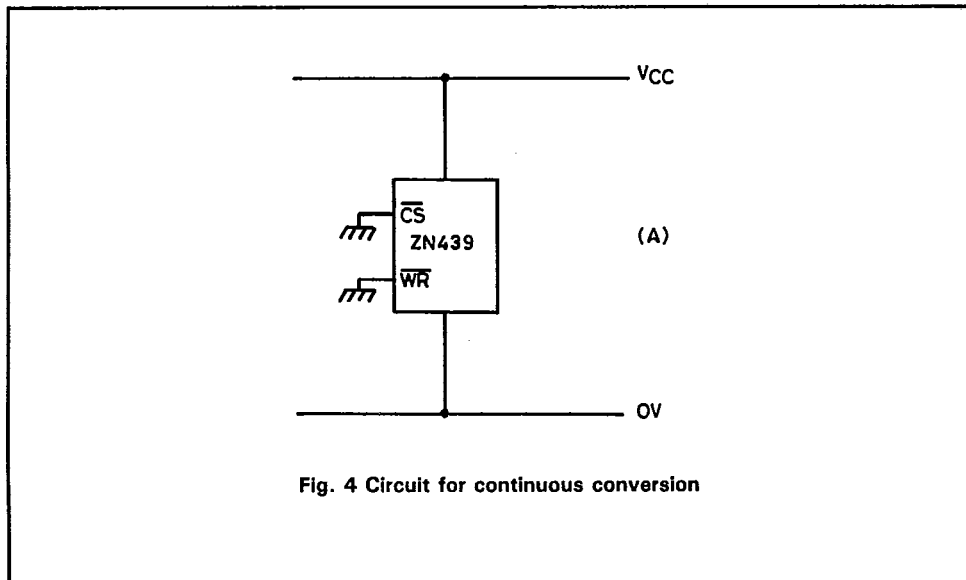 VCC
CS
ZN439
(A)
WR
OV
Fig. 4 Circuit for continuous conversion